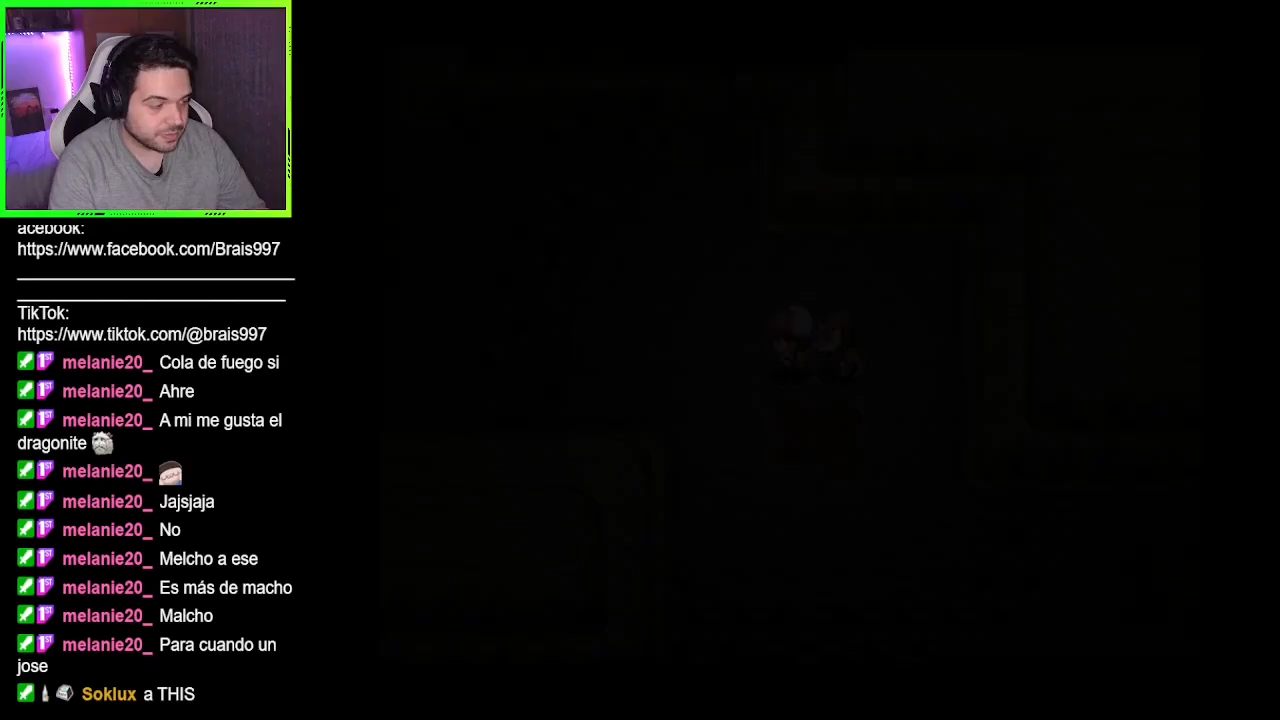 acebook:
https://www.facebook.com/Brais997
TikTok:
https://www.tiktok.com/@brais997
melanie20_ Cola de fuego si
melanie20_ Ahre
melanie20_ A mi me gusta el
dragonite
melanie20_
melanie20_ Jajsjaja
melanie20_ No
melanie20_ Melcho a ese
melanie20_ Es más de macho
melanie20_ Malcho
melanie20_ Para cuando un
jose
Soklux a THIS